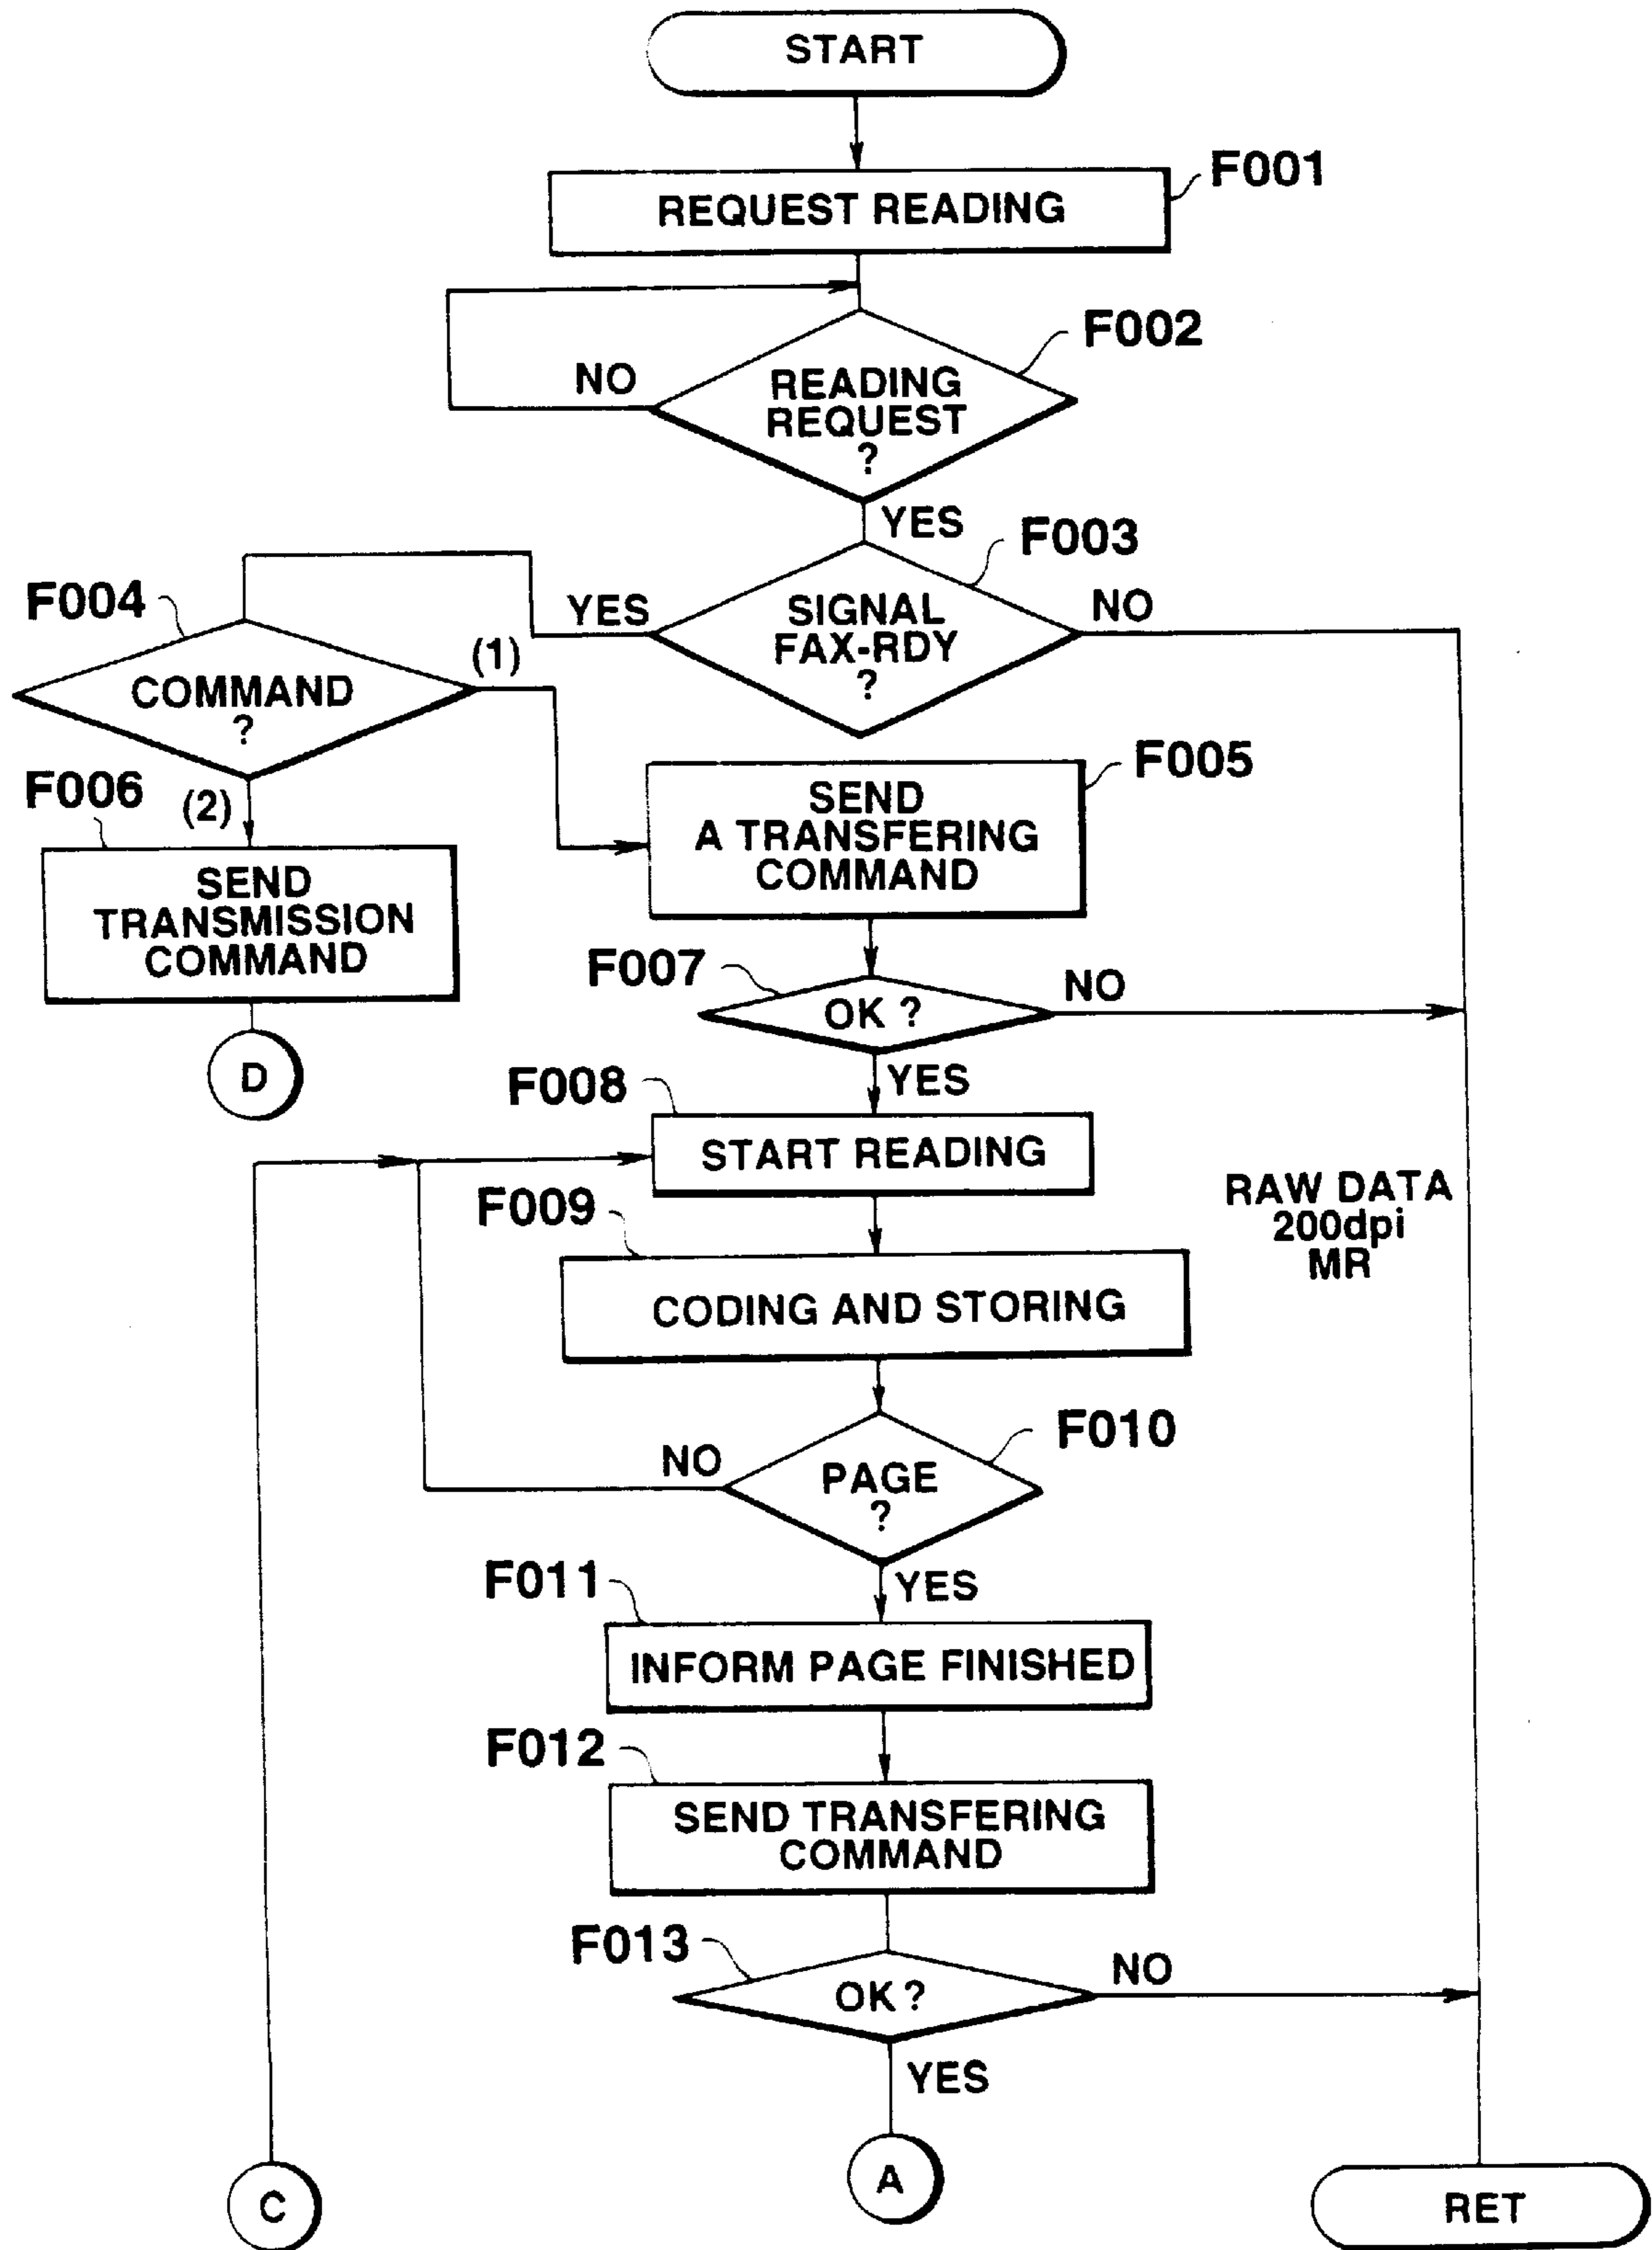 START
F001
REQUEST READING
F002
NO
READING
REQUEST
?
YES
F003
F004
YES
SIGNAL
FAX-RDY
?
NO
(1)
COMMAND
?
F005
F006
(2)
SEND
A TRANSFERING
COMMAND
SEND
TRANSMISSION
COMMAND
F007
OK ?
NO
D
YES
F008
START READING
RAW DATA
200dpi
MR
F009
CODING AND STORING
F010
NO
PAGE
?
YES
F011
INFORM PAGE FINISHED
F012
SEND TRANSFERING
COMMAND
F013
OK ?
NO
YES
C
A
RET